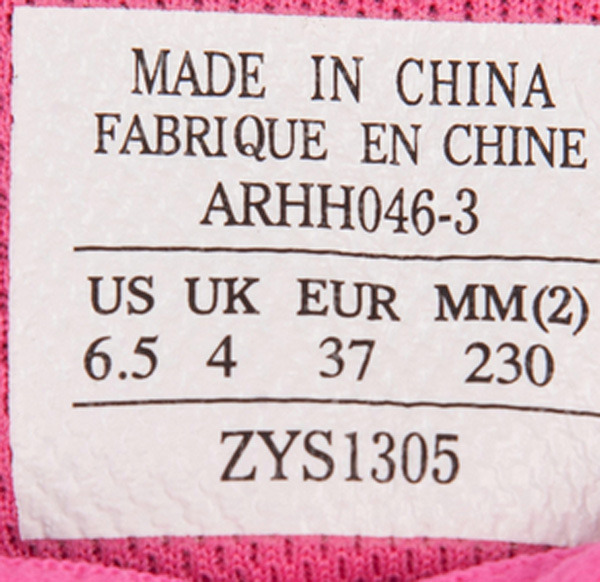 MADE IN CHINA
FABRIQUE EN CHINE
ARHH046-3
US UK EUR MM(2)
6.5 4 37 230
ZYS1305